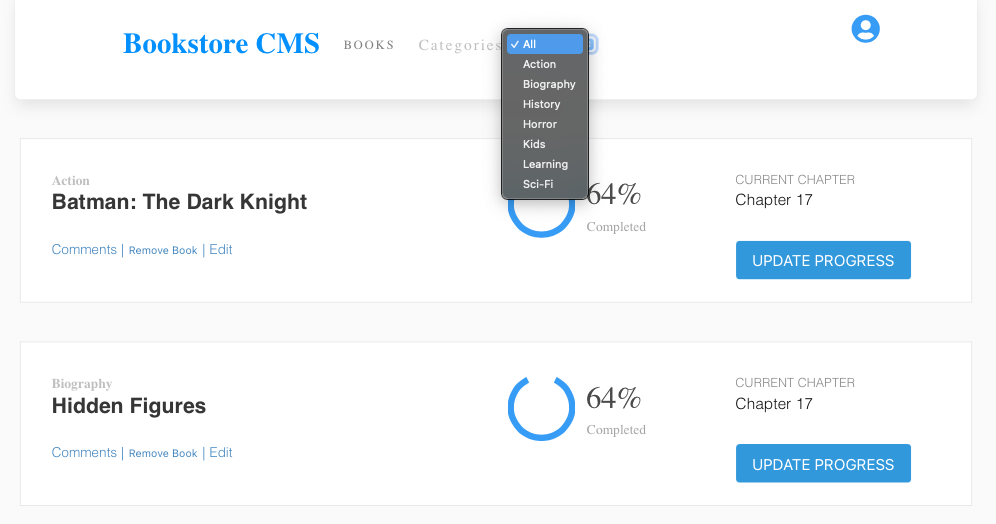 Bookstore CMS BOOKS Categories ✓ All
Action
Biography
History
Horror
Kids
Learning
Sci-Fi
Action
Batman: The Dark Knight
Comments | Remove Book | Edit
64%
Completed
CURRENT CHAPTER
Chapter 17
UPDATE PROGRESS
Biography
Hidden Figures
Comments | Remove Book | Edit
64%
Completed
CURRENT CHAPTER
Chapter 17
UPDATE PROGRESS